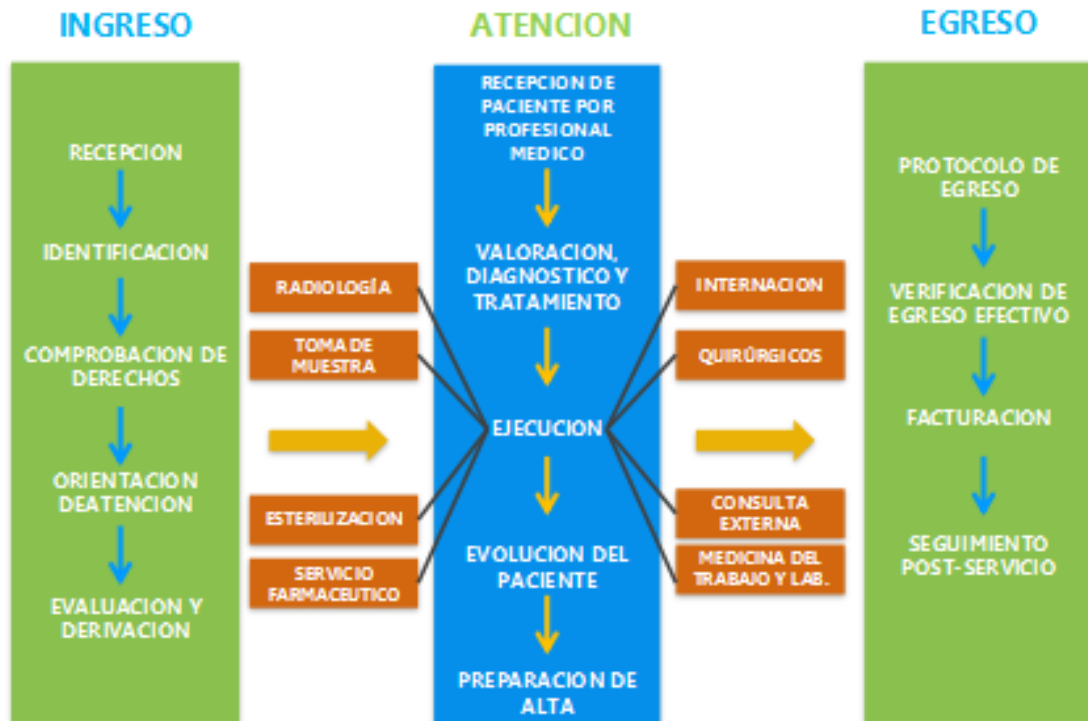 INGRESO
ATENCION
EGRESO
RECEPCION
IDENTIFICACION
COMPROBACION DE
DERECHOS
ORIENTACION
DEATENCION
EVALUACION Y
DERIVACION
RADIOLOGÍA
TOMA DE
MUESTRA
ESTERILIZACION
SERVICIO
FARMACEUTICO
RECEPCION DE
PACIENTE POR
PROFESIONAL
MEDICO
VALORACION,
DIAGNOSTICO Y
TRATAMIENTO
EJECUCION
EVOLUCION DEL
PACIENTE
PREPARACION DE
ALTA
INTERNACION
QUIRÚRGICOS
CONSULTA
EXTERNA
MEDICINA DEL
TRABAJO Y LAB.
PROTOCOLO DE
EGRESO
VERIFICACION DE
EGRESO EFECTIVO
FACTURACION
SEGUIMIENTO
POST-SERVICIO